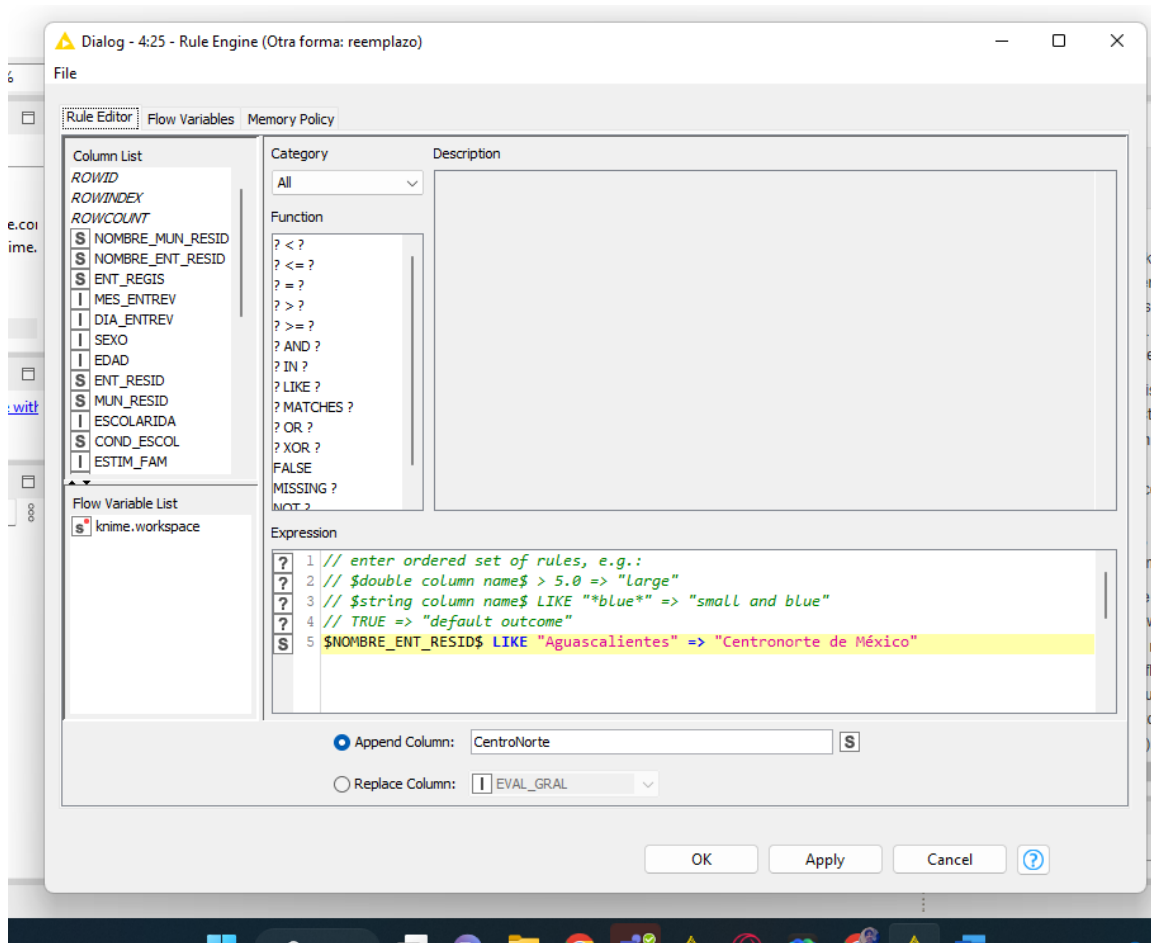 %
Dialog - 4:25 - Rule Engine (Otra forma: reemplazo)
File
Rule Editor Flow Variables Memory Policy
Column List
ROWID
ROWINDEX
ROWCOUNT
S NOMBRE_MUN_RESID
S NOMBRE_ENT_RESID
S ENT_REGIS
I MES_ENTREV
I DIA_ENTREV
I SEXO
I EDAD
S ENT_RESID
S MUN_RESID
I ESCOLARIDA
S COND_ESCOL
I ESTIM_FAM
Flow Variable List
s knime.workspace
Category
All
Function
? < ?
? <= ?
? = ?
? > ?
? >= ?
? AND ?
? IN ?
? LIKE ?
? MATCHES ?
? OR ?
? XOR ?
FALSE
MISSING ?
NOT ?
Description
Expression
? 1 // enter ordered set of rules, e.g.:
? 2 // $double column name$ > 5.0 => "large"
? 3 // $string column name$ LIKE "*blue*" => "small and blue"
? 4 // TRUE => "default outcome"
S 5 $NOMBRE_ENT_RESID$ LIKE "Aguascalientes" => "Centronorte de México"
Append Column: CentroNorte S
Replace Column: I EVAL_GRAL
OK Apply Cancel ?
e.co
ime.
with